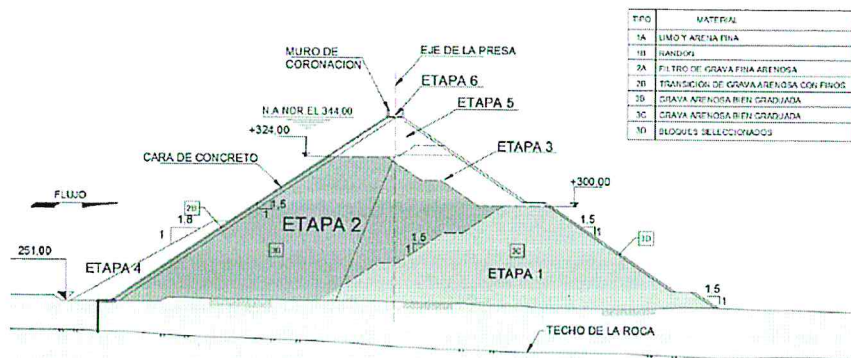 TIPO MATERIAL
1A LIMO Y ARENA FINA
1B RANDON
2A FILTRO DE GRAVA FINA ARENOSA
2B TRANSICIÓN DE GRAVA ARENOSA CON FINOS
3B GRAVA ARENOSA BIEN GRADUADA
3C GRAVA ARENOSA BIEN GRADUADA
3D BLOQUES SELECCIONADOS
MURO DE
CORONACION
EJE DE LA PRESA
ETAPA 6
ETAPA 5
N.A NOR EL 344.00
+324.00
ETAPA 3
CARA DE CONCRETO
FLUJO
+300.00
2B
1.8
1
1.5
1
ETAPA 2
1.5
1
3D
1.5
1
3B
3C
251.00
ETAPA 4
ETAPA 1
1.5
1
TECHO DE LA ROCA